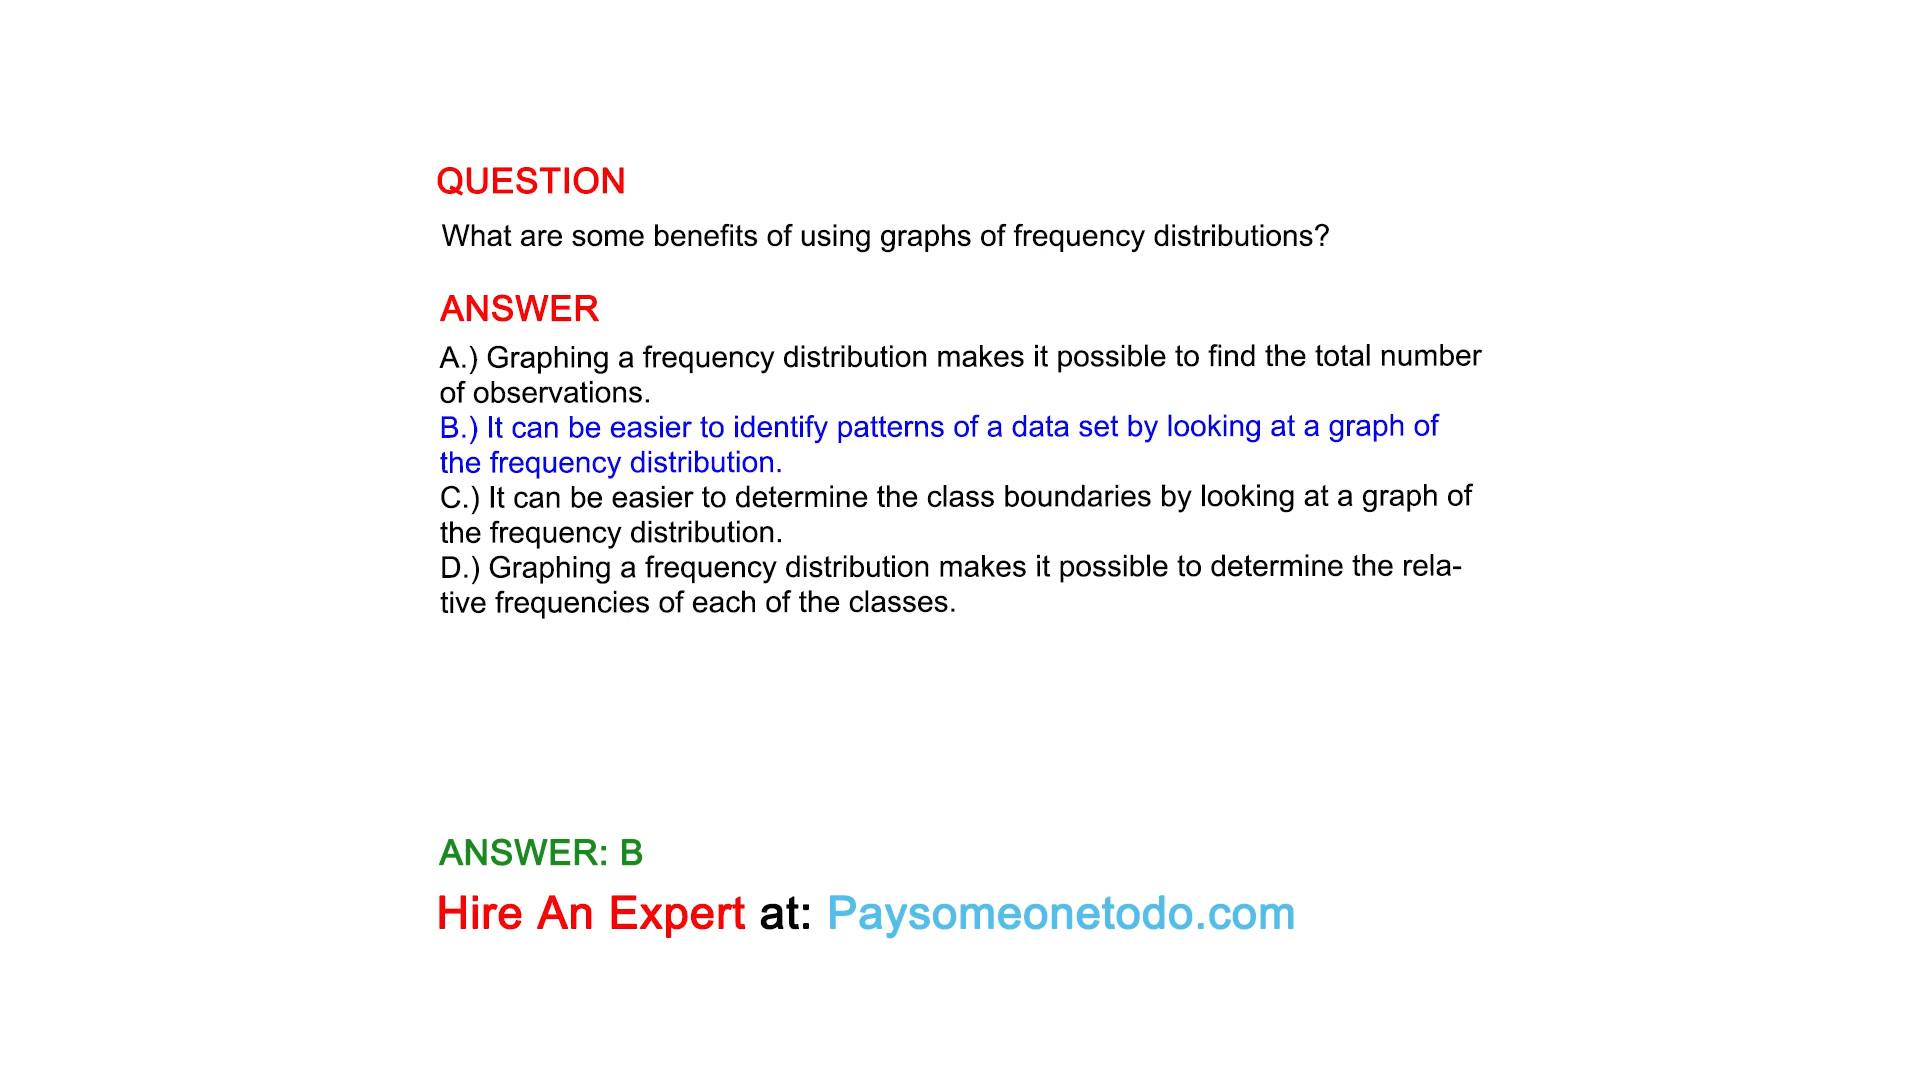 QUESTION
What are some benefits of using graphs of frequency distributions?
ANSWER
A.) Graphing a frequency distribution makes it possible to find the total number
of observations.
B.) It can be easier to identify patterns of a data set by looking at a graph of
the frequency distribution.
C.) It can be easier to determine the class boundaries by looking at a graph of
the frequency distribution.
D.) Graphing a frequency distribution makes it possible to determine the rela-
tive frequencies of each of the classes.
ANSWER: B
Hire An Expert at: Paysomeonetodo.com